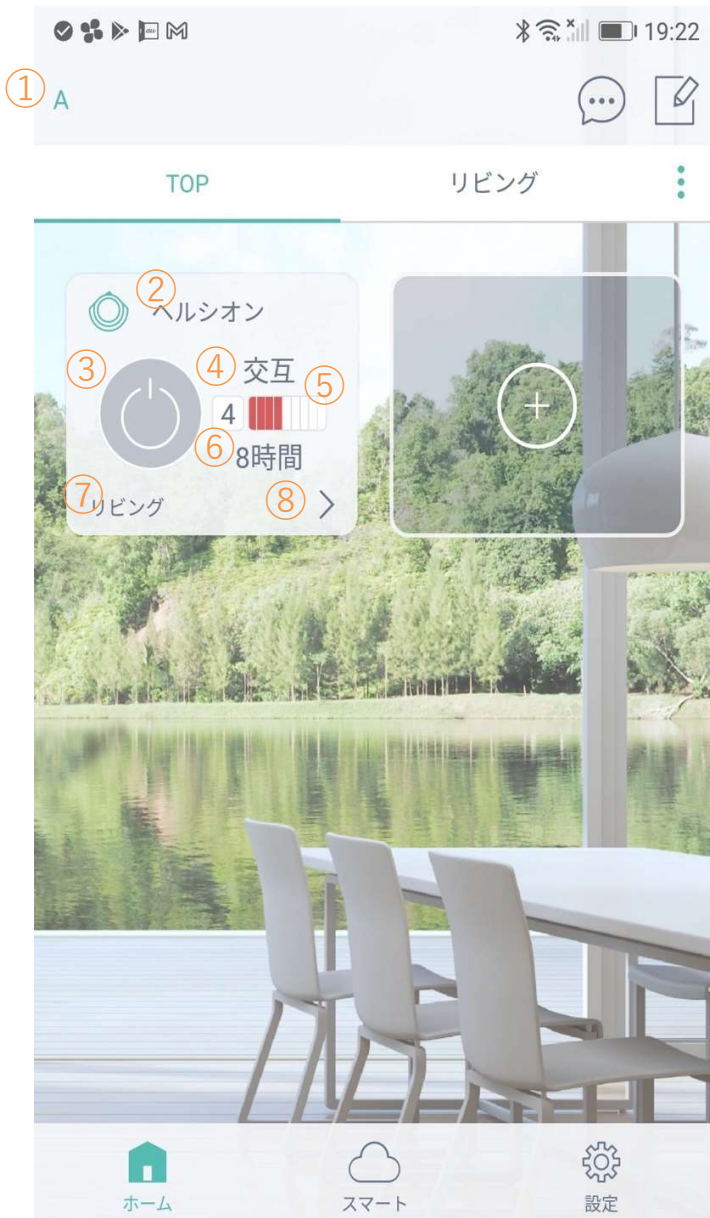 19:22
① A
TOP
リビング
② ヘルシオン
③
④ 交互
⑤
4
⑥ 8時間
⑦ リビング
⑧
ホーム
スマート
設定